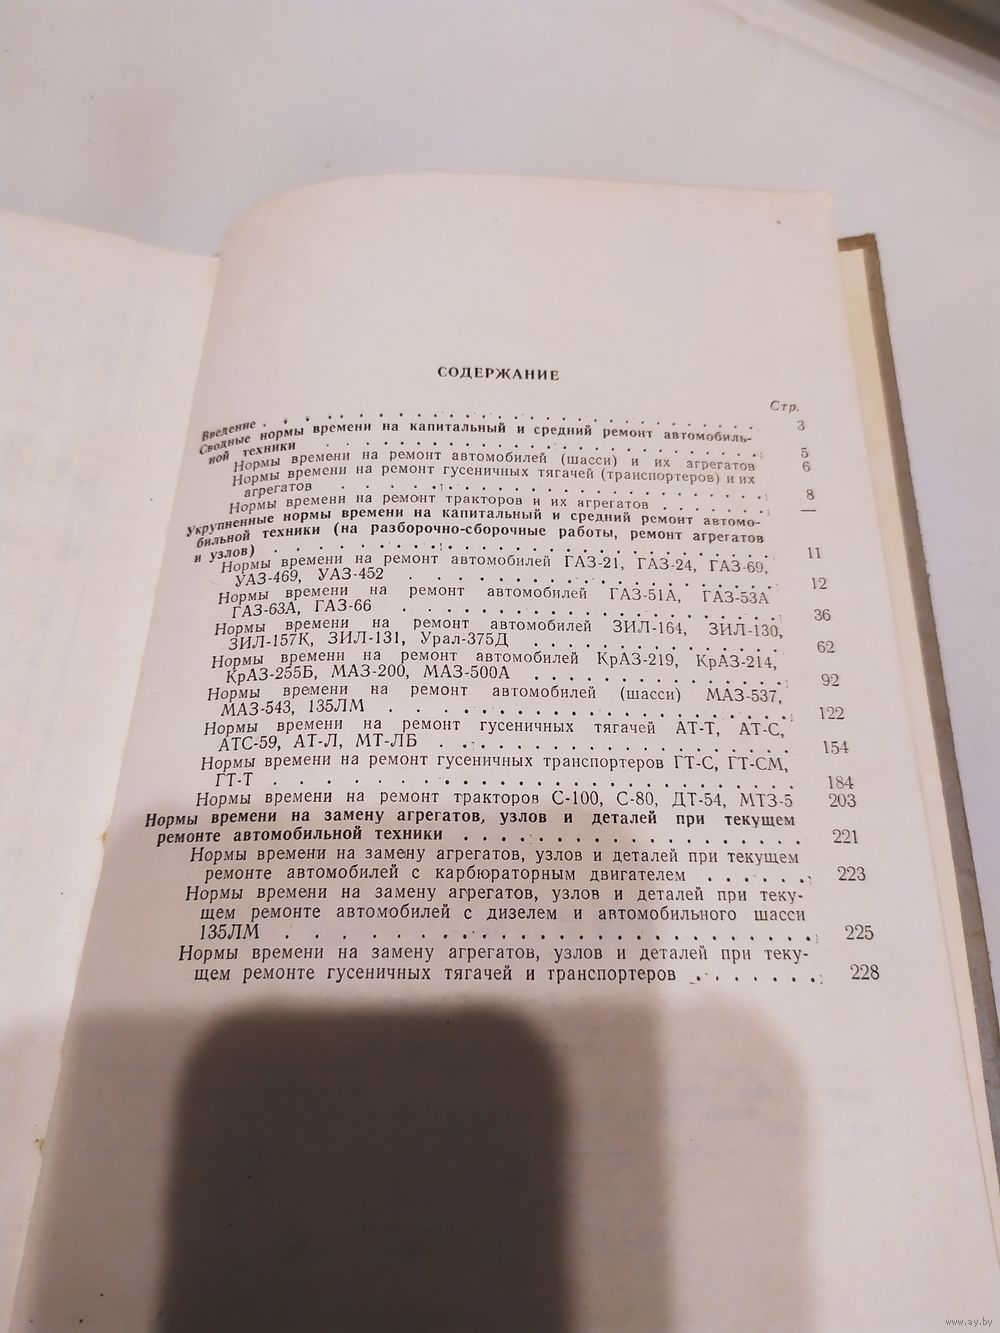 СОДЕРЖАНИЕ
Стр.
Введение . . . . . . . . . . . . . . . . . . . . 3
Сводные нормы времени на капитальный и средний ремонт автомобиль-
ной техники . . . . . . . . . . . . . . . . . . . . 5
Нормы времени на ремонт автомобилей (шасси) и их агрегатов 6
Нормы времени на ремонт гусеничных тягачей (транспортеров) и их
агрегатов . . . . . . . . . . . . . . . . . . . . 8
Нормы времени на ремонт тракторов и их агрегатов . . . . . . . —
Укрупненные нормы времени на капитальный и средний ремонт автомо-
бильной техники (на разборочно-сборочные работы, ремонт агрегатов
и узлов) . . . . . . . . . . . . . . . . . . . . 11
Нормы времени на ремонт автомобилей ГАЗ-21, ГАЗ-24, ГАЗ-69,
УАЗ-469, УАЗ-452 . . . . . . . . . . . . . . . . 12
Нормы времени на ремонт автомобилей ГАЗ-51А, ГАЗ-53А
ГАЗ-63А, ГАЗ-66 . . . . . . . . . . . . . . . . 36
Нормы времени на ремонт автомобилей ЗИЛ-164, ЗИЛ-130,
ЗИЛ-157К, ЗИЛ-131, Урал-375Д . . . . . . . . . . . 62
Нормы времени на ремонт автомобилей КрАЗ-219, КрАЗ-214,
КрАЗ-255Б, МАЗ-200, МАЗ-500А . . . . . . . . . . . 92
Нормы времени на ремонт автомобилей (шасси) МАЗ-537,
МАЗ-543, 135ЛМ . . . . . . . . . . . . . . . . . 122
Нормы времени на ремонт гусеничных тягачей АТ-Т, АТ-С,
АТС-59, АТ-Л, МТ-ЛБ . . . . . . . . . . . . . . . 154
Нормы времени на ремонт гусеничных транспортеров ГТ-С, ГТ-СМ,
ГТ-Т . . . . . . . . . . . . . . . . . . . . 184
Нормы времени на ремонт тракторов С-100, С-80, ДТ-54, МТЗ-5 203
Нормы времени на замену агрегатов, узлов и деталей при текущем
ремонте автомобильной техники . . . . . . . . . . . . . . 221
Нормы времени на замену агрегатов, узлов и деталей при текущем
ремонте автомобилей с карбюраторным двигателем . . . . . . 223
Нормы времени на замену агрегатов, узлов и деталей при теку-
щем ремонте автомобилей с дизелем и автомобильного шасси
135ЛМ . . . . . . . . . . . . . . . . . . . . 225
Нормы времени на замену агрегатов, узлов и деталей при теку-
щем ремонте гусеничных тягачей и транспортеров . . . . . . . 228
www.ay.by